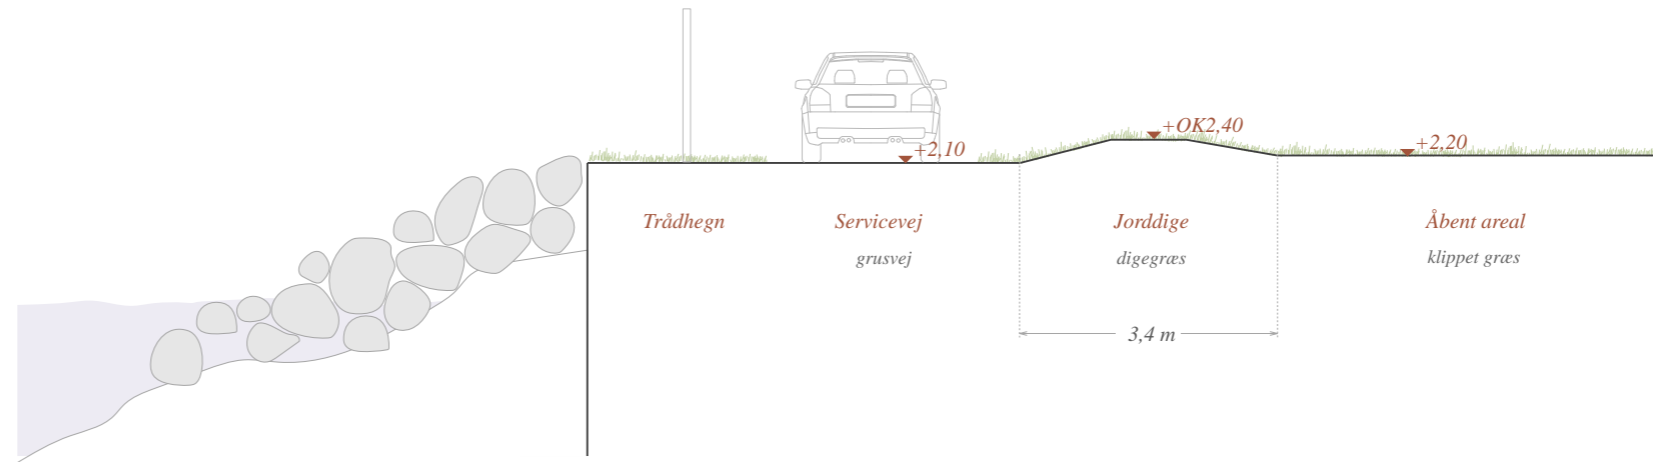 +OK2,40
+2,10
+2,20
Trådhegn
Servicevej
grusvej
Jorddige
digegræs
Åbent areal
klippet græs
3,4 m